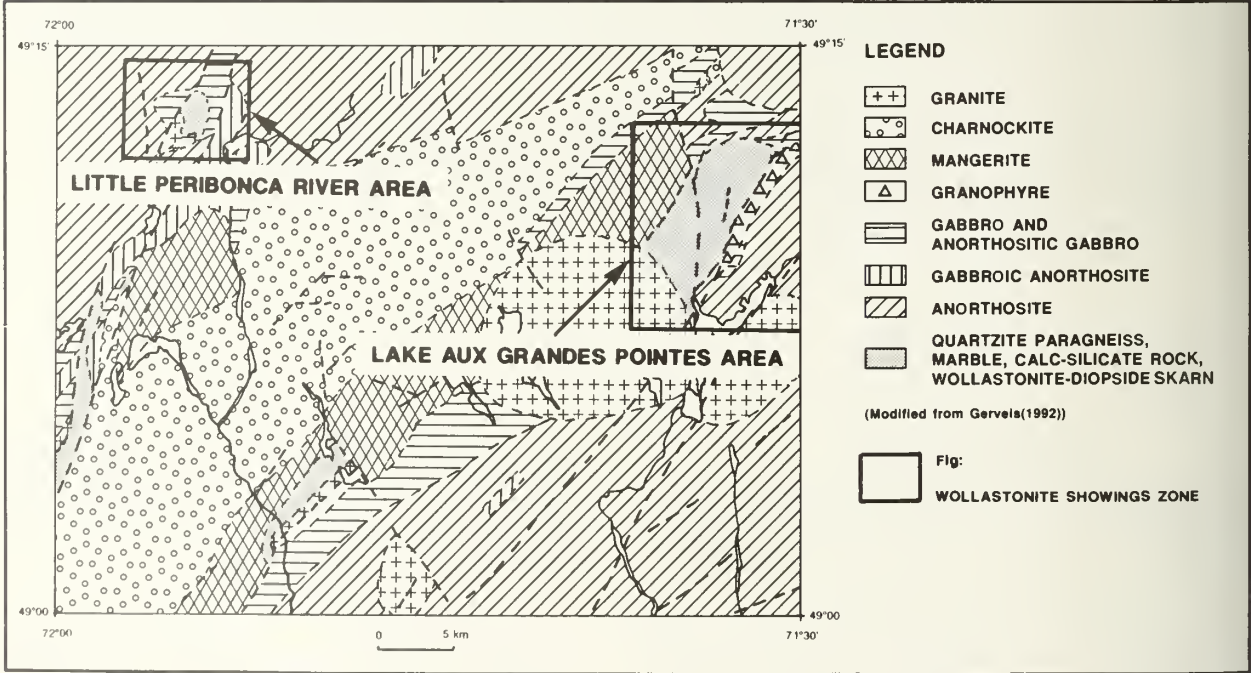 72°00
71°30'
49°15'
49°15'
LITTLE PERIBONCA RIVER AREA
LAKE AUX GRANDES POINTES AREA
49°00
49°00
72°00
71°30'
0 5 km
LEGEND
GRANITE
CHARNOCKITE
MANGERITE
GRANOPHYRE
GABBRO AND
ANORTHOSITIC GABBRO
GABBROIC ANORTHOSITE
ANORTHOSITE
QUARTZITE PARAGNEISS,
MARBLE, CALC-SILICATE ROCK,
WOLLASTONITE-DIOPSIDE SKARN
(Modified from Gervais(1992))
Fig:
WOLLASTONITE SHOWINGS ZONE